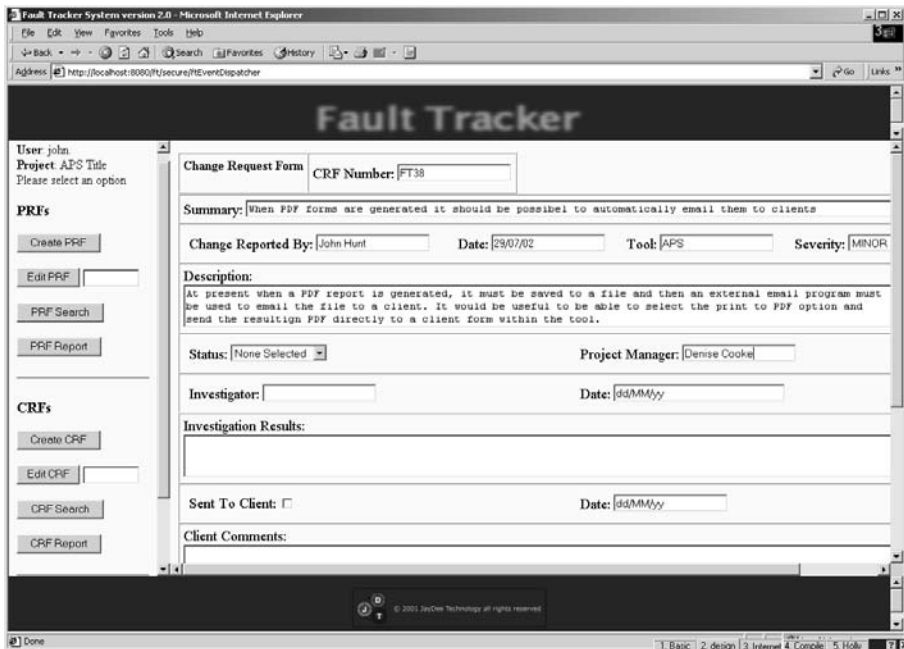 Fault Tracker System version 2.0 - Microsoft Internet Explorer
File Edit View Favorites Tools Help
Back Search Favorites History
Address http://localhost:8080/ft/secure/ftEventDispatcher Go Links »
Fault Tracker
User: john
Project: APS Title
Please select an option
PRFs
Create PRF
Edit PRF
PRF Search
PRF Report
CRFs
Create CRF
Edit CRF
CRF Search
CRF Report
Change Request Form CRF Number: FT38
Summary: When PDF forms are generated it should be possibel to automatically email them to clients
Change Reported By: John Hunt Date: 29/07/02 Tool: APS Severity: MINOR
Description:
At present when a PDF report is generated, it must be saved to a file and then an external email program must
be used to email the file to a client. It would be useful to be able to select the print to PDF option and
send the resultign PDF directly to a client form within the tool.
Status: None Selected Project Manager: Denise Cooke
Investigator: Date: dd/MM/yy
Investigation Results:
Sent To Client: Date: dd/MM/yy
Client Comments:
J D T © 2001 JayDee Technology all rights reserved
Done
1. Basic 2. design 3. Internet 4. Compile 5. Holly